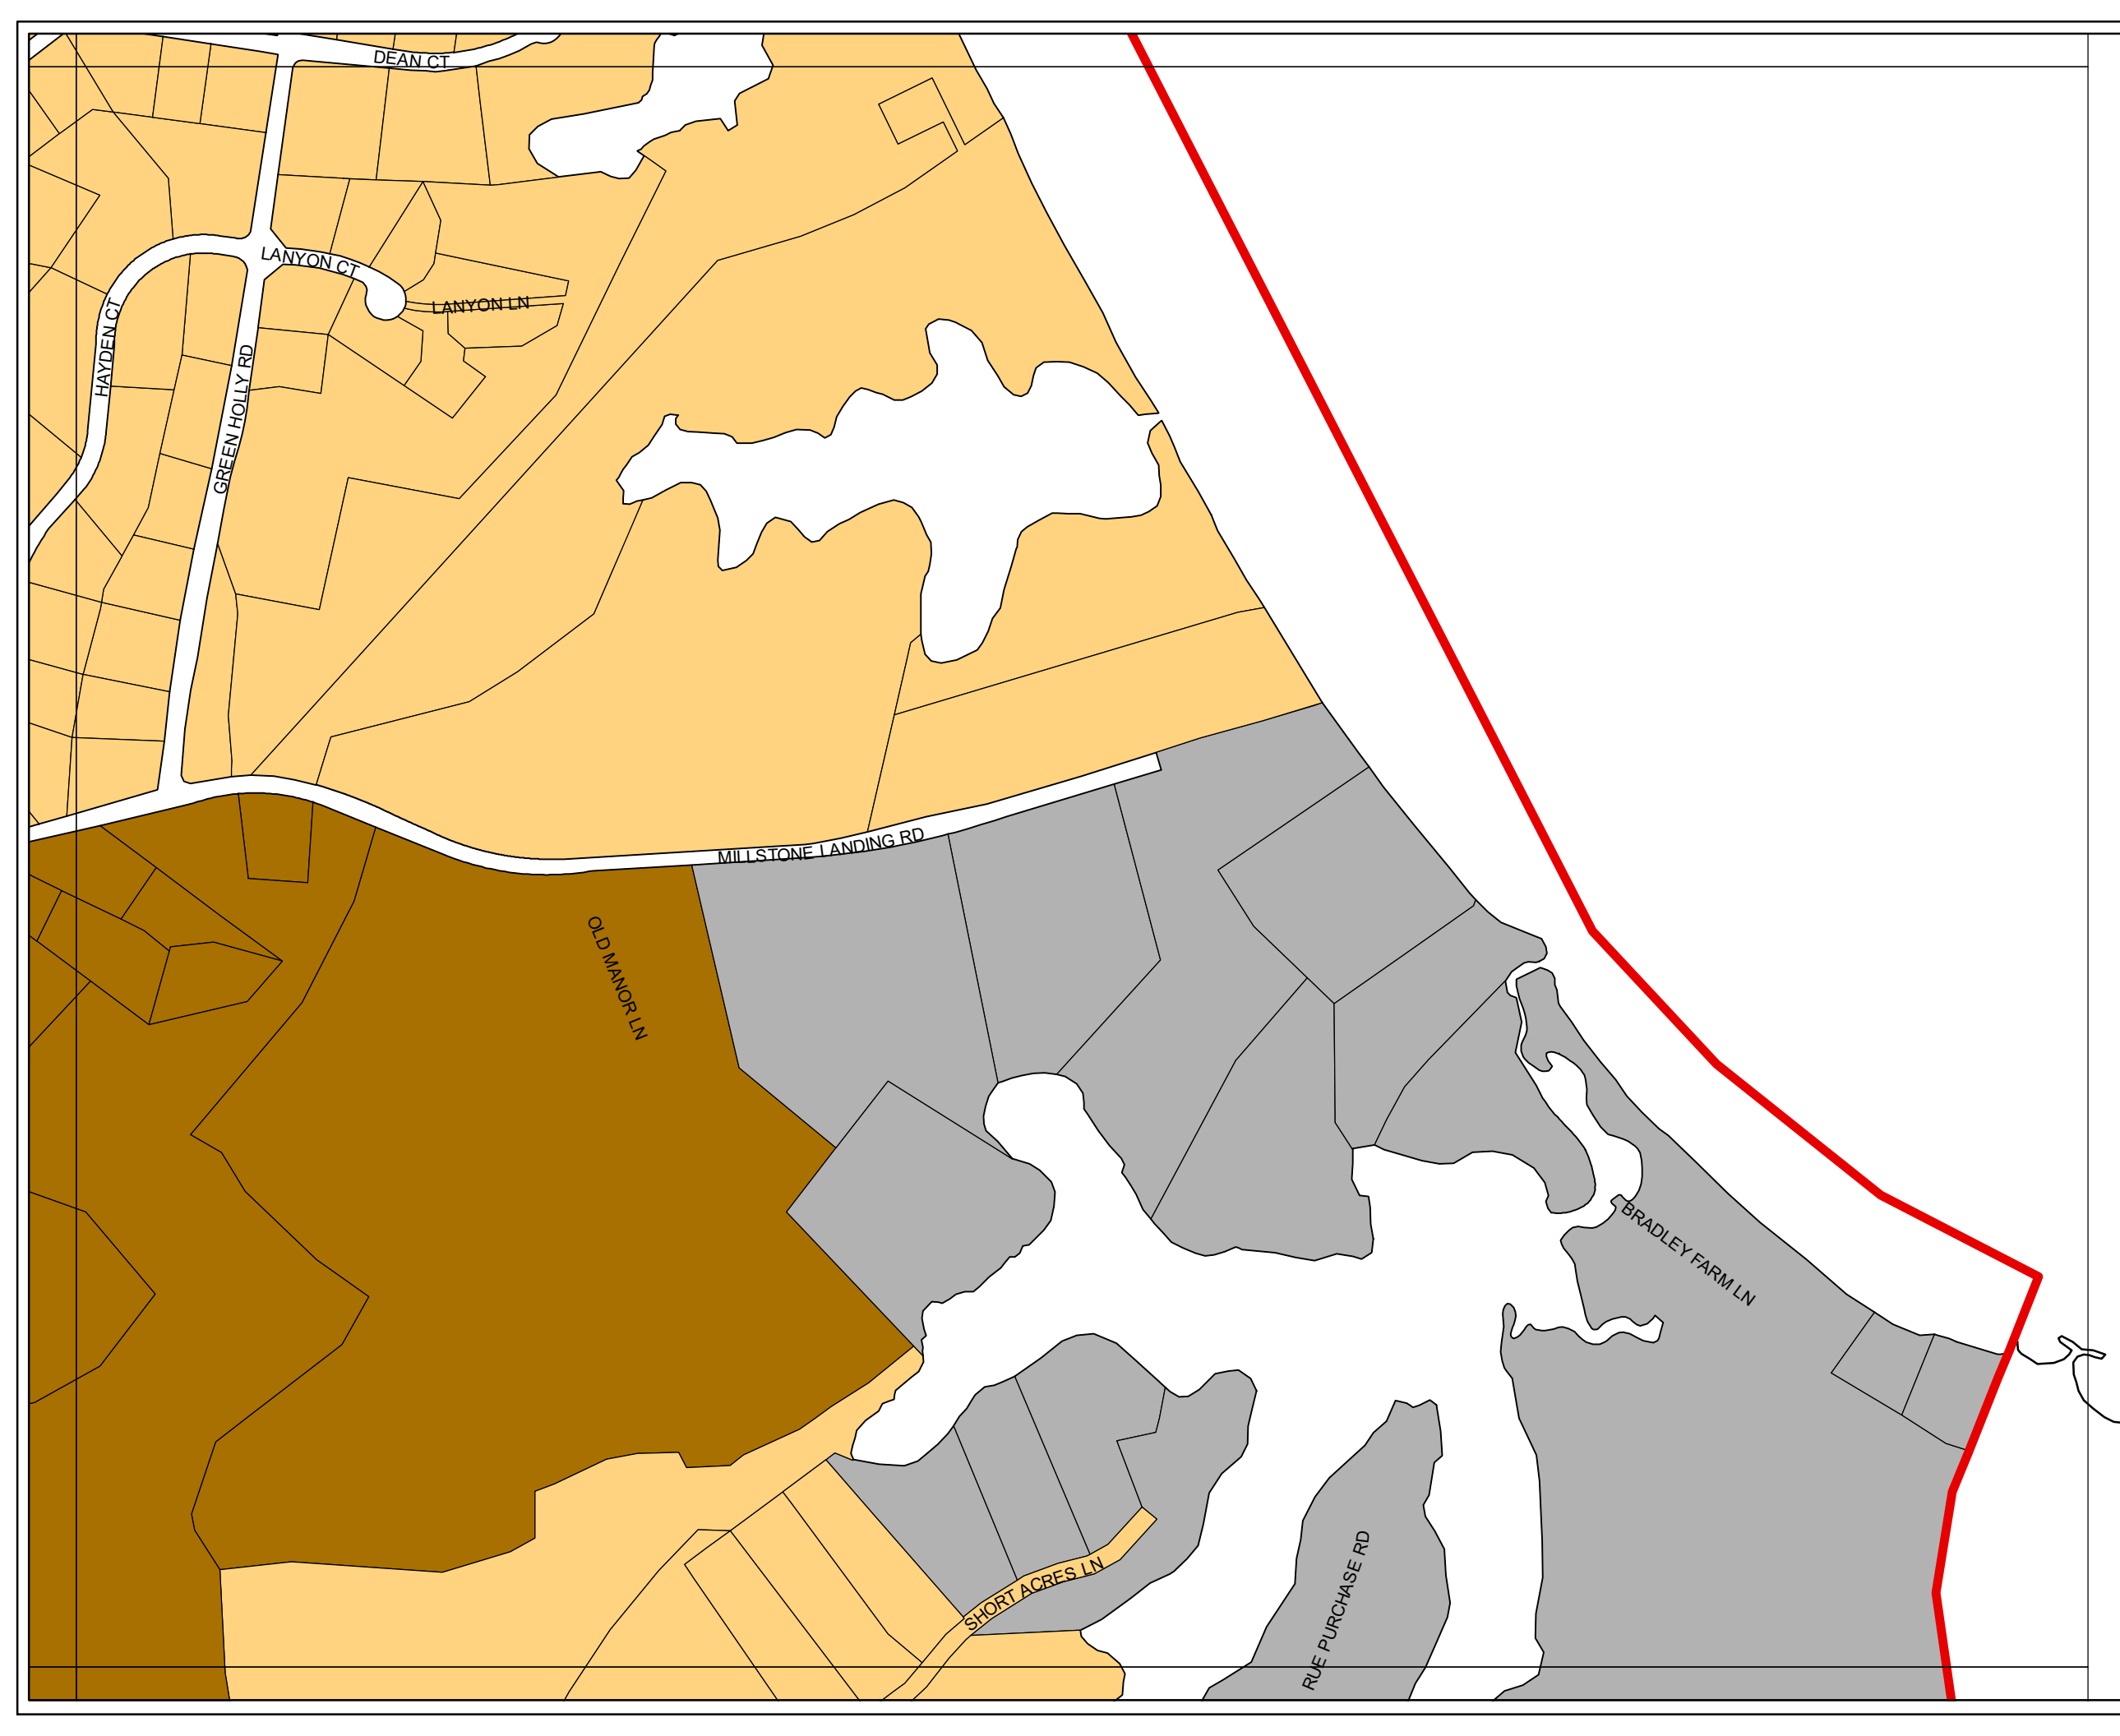 DEAN CT
LANYON CT
LANYON LN
HAYDEN CT
GREEN HOLLY RD
MILLSTONE LANDING RD
OLD MANOR LN
BRADLEY FARM LN
SHORT ACRES LN
RUE PURCHASE RD